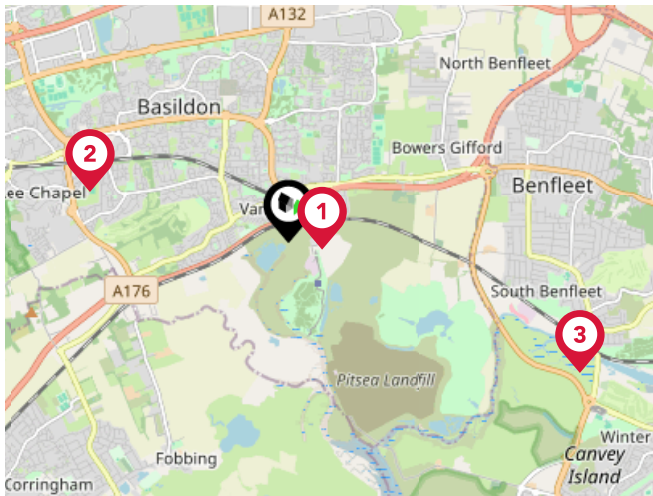 A132
North Benfleet
Basildon
2
Bowers Gifford
ee Chapel
Benfleet
Van
1
A176
South Benfleet
3
Pitsea Landfill
Winter
Canvey
Island
Fobbing
Corringham